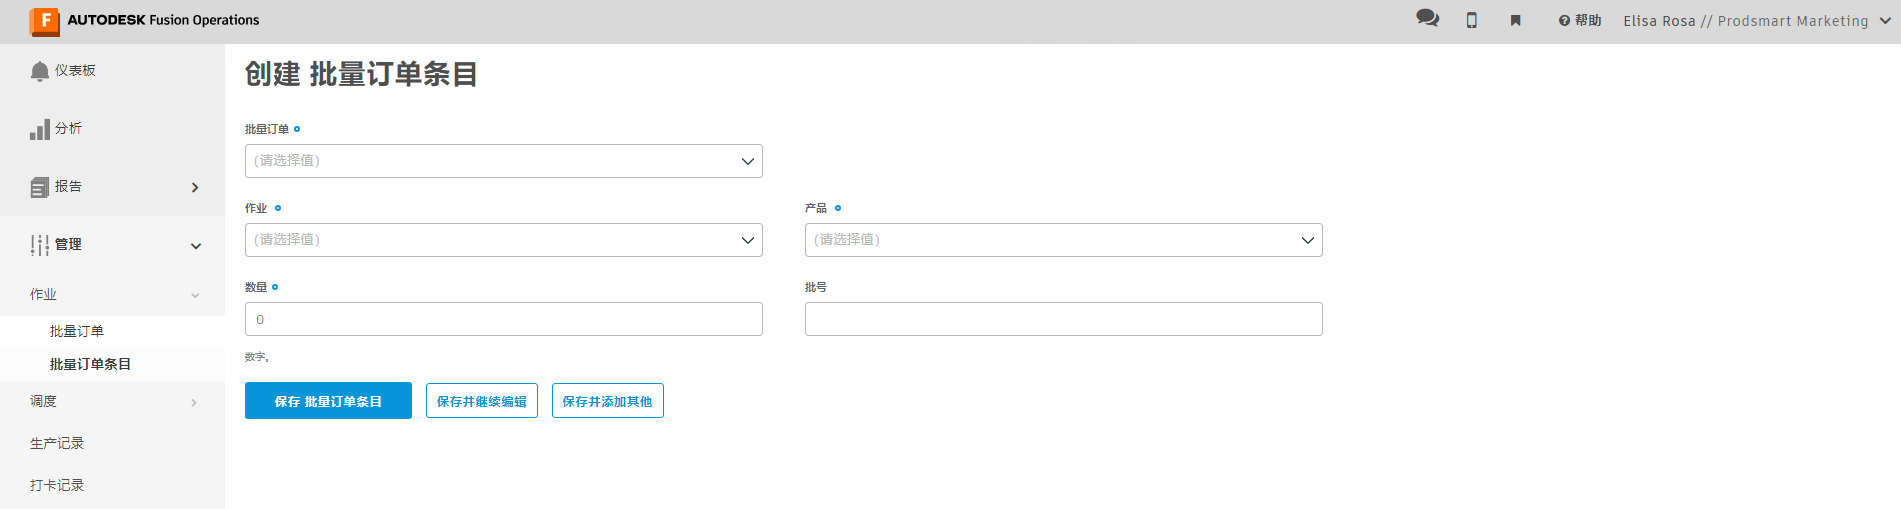 AUTODESK Fusion Operations
帮助
Elisa Rosa // Prodsmart Marketing
仪表板
分析
报告
管理
作业
批量订单
批量订单条目
调度
生产记录
打卡记录
创建 批量订单条目
批量订单
(请选择值)
作业
(请选择值)
产品
(请选择值)
数量
0
数字。
批号
保存 批量订单条目
保存并继续编辑
保存并添加其他